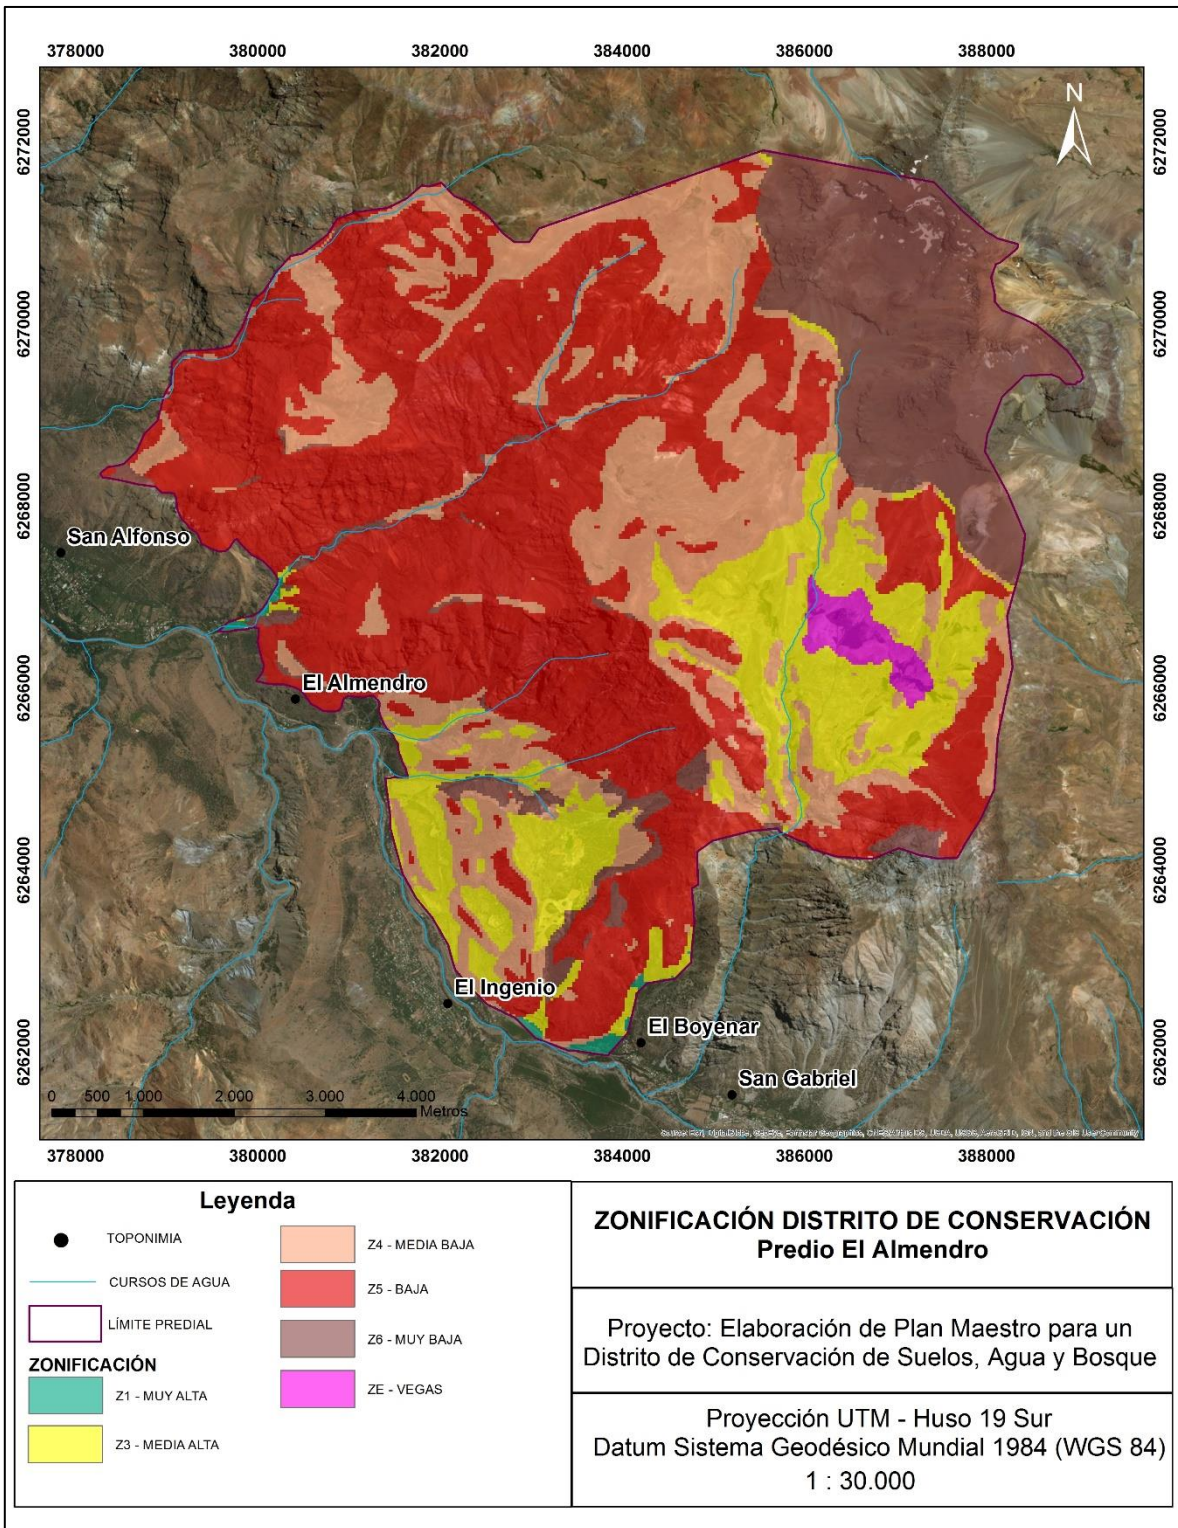 378000 380000 382000 384000 386000 388000
N
6272000 6272000
6270000 6270000
6268000 6268000
San Alfonso
6266000 6266000
El Almendro
6264000 6264000
El Ingenio
El Boyenar
6262000 6262000
San Gabriel
0 500 1.000 2.000 3.000 4.000
Metros
378000 380000 382000 384000 386000 388000
Leyenda
TOPONIMIA
CURSOS DE AGUA
LÍMITE PREDIAL
ZONIFICACIÓN
Z1 - MUY ALTA
Z3 - MEDIA ALTA
Z4 - MEDIA BAJA
Z5 - BAJA
Z6 - MUY BAJA
ZE - VEGAS
ZONIFICACIÓN DISTRITO DE CONSERVACIÓN
Predio El Almendro
Proyecto: Elaboración de Plan Maestro para un
Distrito de Conservación de Suelos, Agua y Bosque
Proyección UTM - Huso 19 Sur
Datum Sistema Geodésico Mundial 1984 (WGS 84)
1 : 30.000